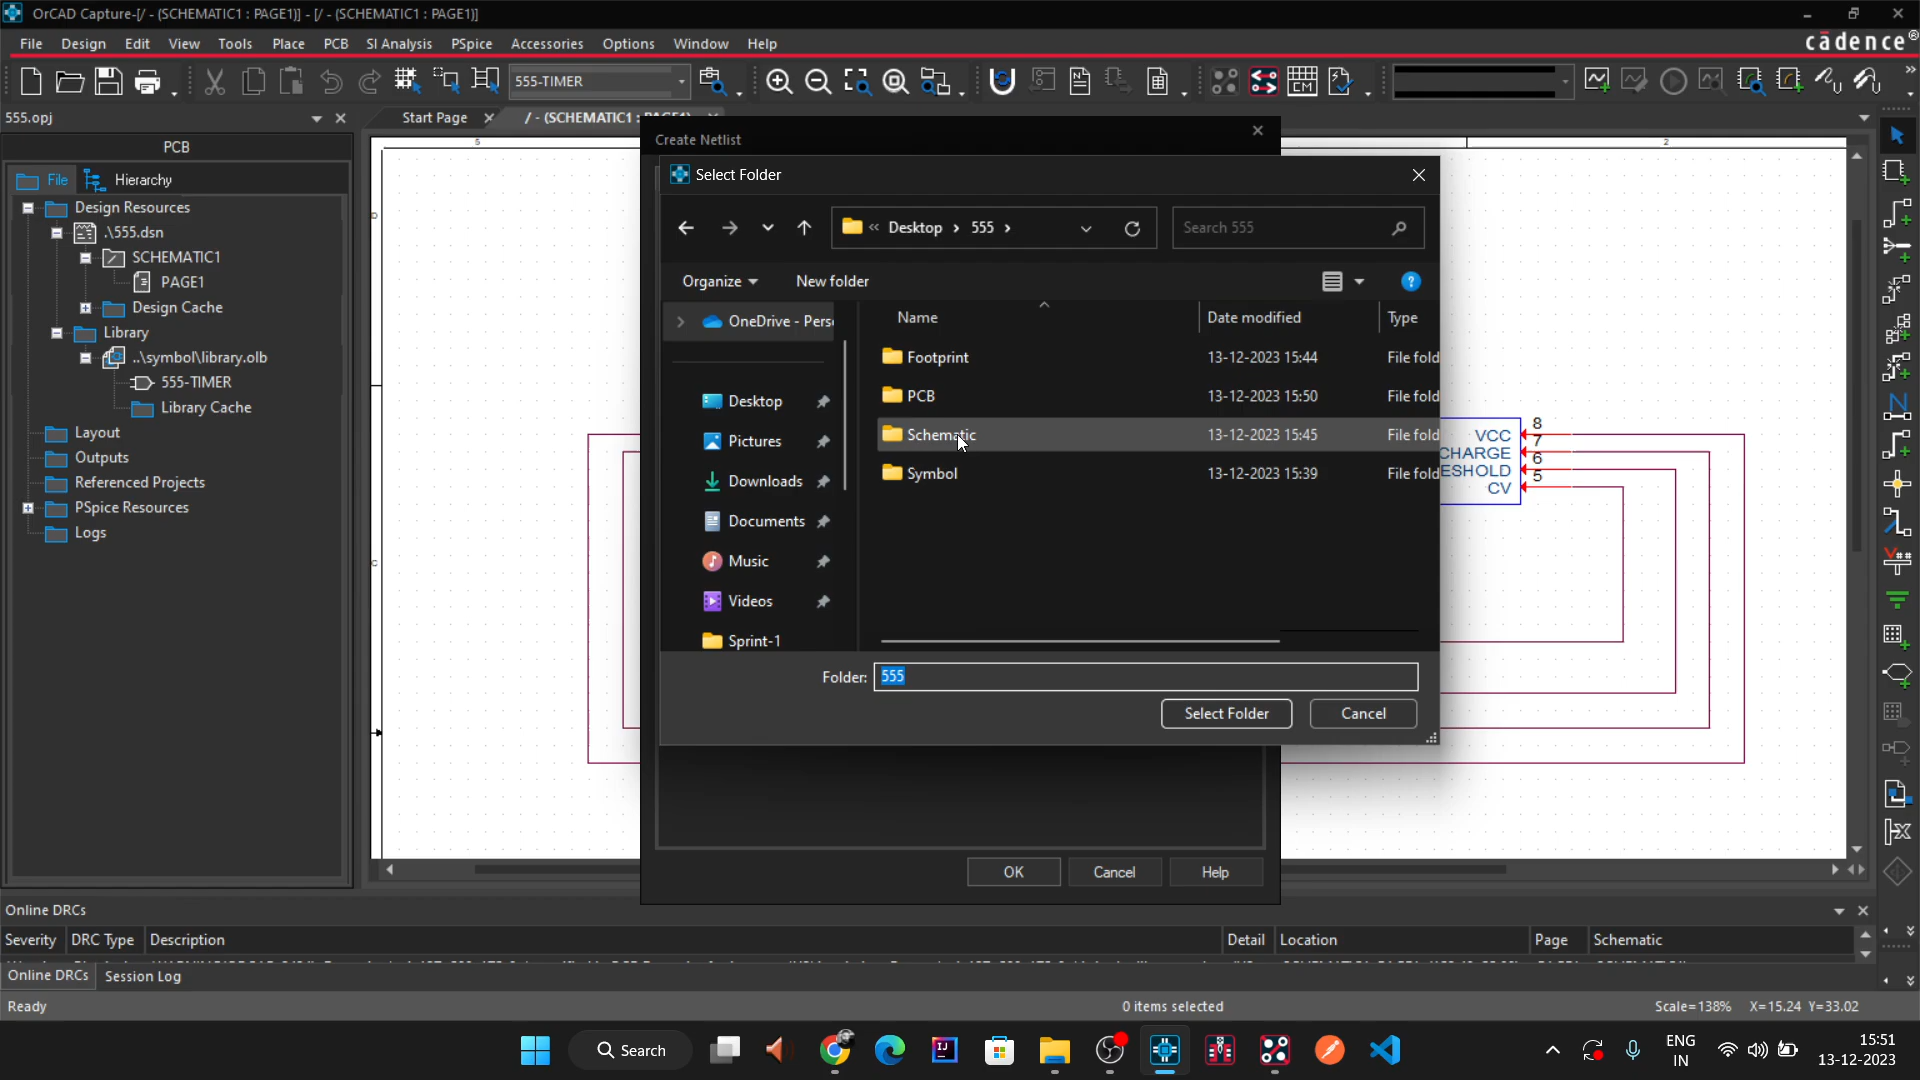 OrCAD Capture-[/ - (SCHEMATIC1 : PAGE1)] - [/ - (SCHEMATIC1 : PAGE1)]
File Design Edit View Tools Place PCB SI Analysis PSpice Accessories Options Window Help
cādence®
555-TIMER
555.opj
Start Page
/ - (SCHEMATIC1 : PAGE1)
PCB
File
Hierarchy
Design Resources
.\555.dsn
SCHEMATIC1
PAGE1
Design Cache
Library
..\symbol\library.olb
555-TIMER
Library Cache
Layout
Outputs
Referenced Projects
PSpice Resources
Logs
5
2
D
C
Create Netlist
Select Folder
« Desktop › 555 ›
Search 555
Organize
New folder
OneDrive - Pers
Desktop
Pictures
Downloads
Documents
Music
Videos
Sprint-1
Name Date modified Type
Footprint 13-12-2023 15:44 File fold
PCB 13-12-2023 15:50 File fold
Schematic 13-12-2023 15:45 File fold
Symbol 13-12-2023 15:39 File fold
Folder: 555
Select Folder
Cancel
VCC 8
CHARGE 7
ESHOLD 6
CV 5
OK
Cancel
Help
Online DRCs
Severity DRC Type Description Detail Location Page Schematic
Online DRCs
Session Log
Ready
0 items selected
Scale=138% X=15.24 Y=33.02
Search
ENG
IN
15:51
13-12-2023